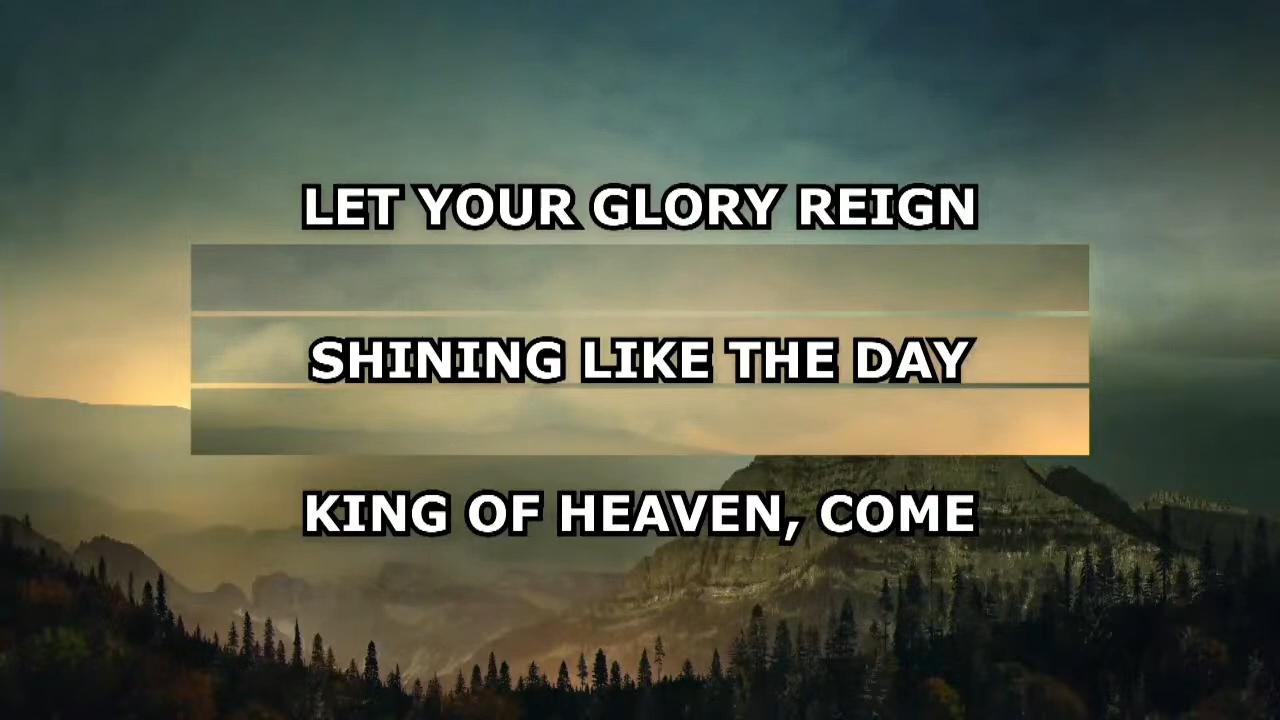 LET YOUR GLORY REIGN
SHINING LIKE THE DAY
KING OF HEAVEN, COME